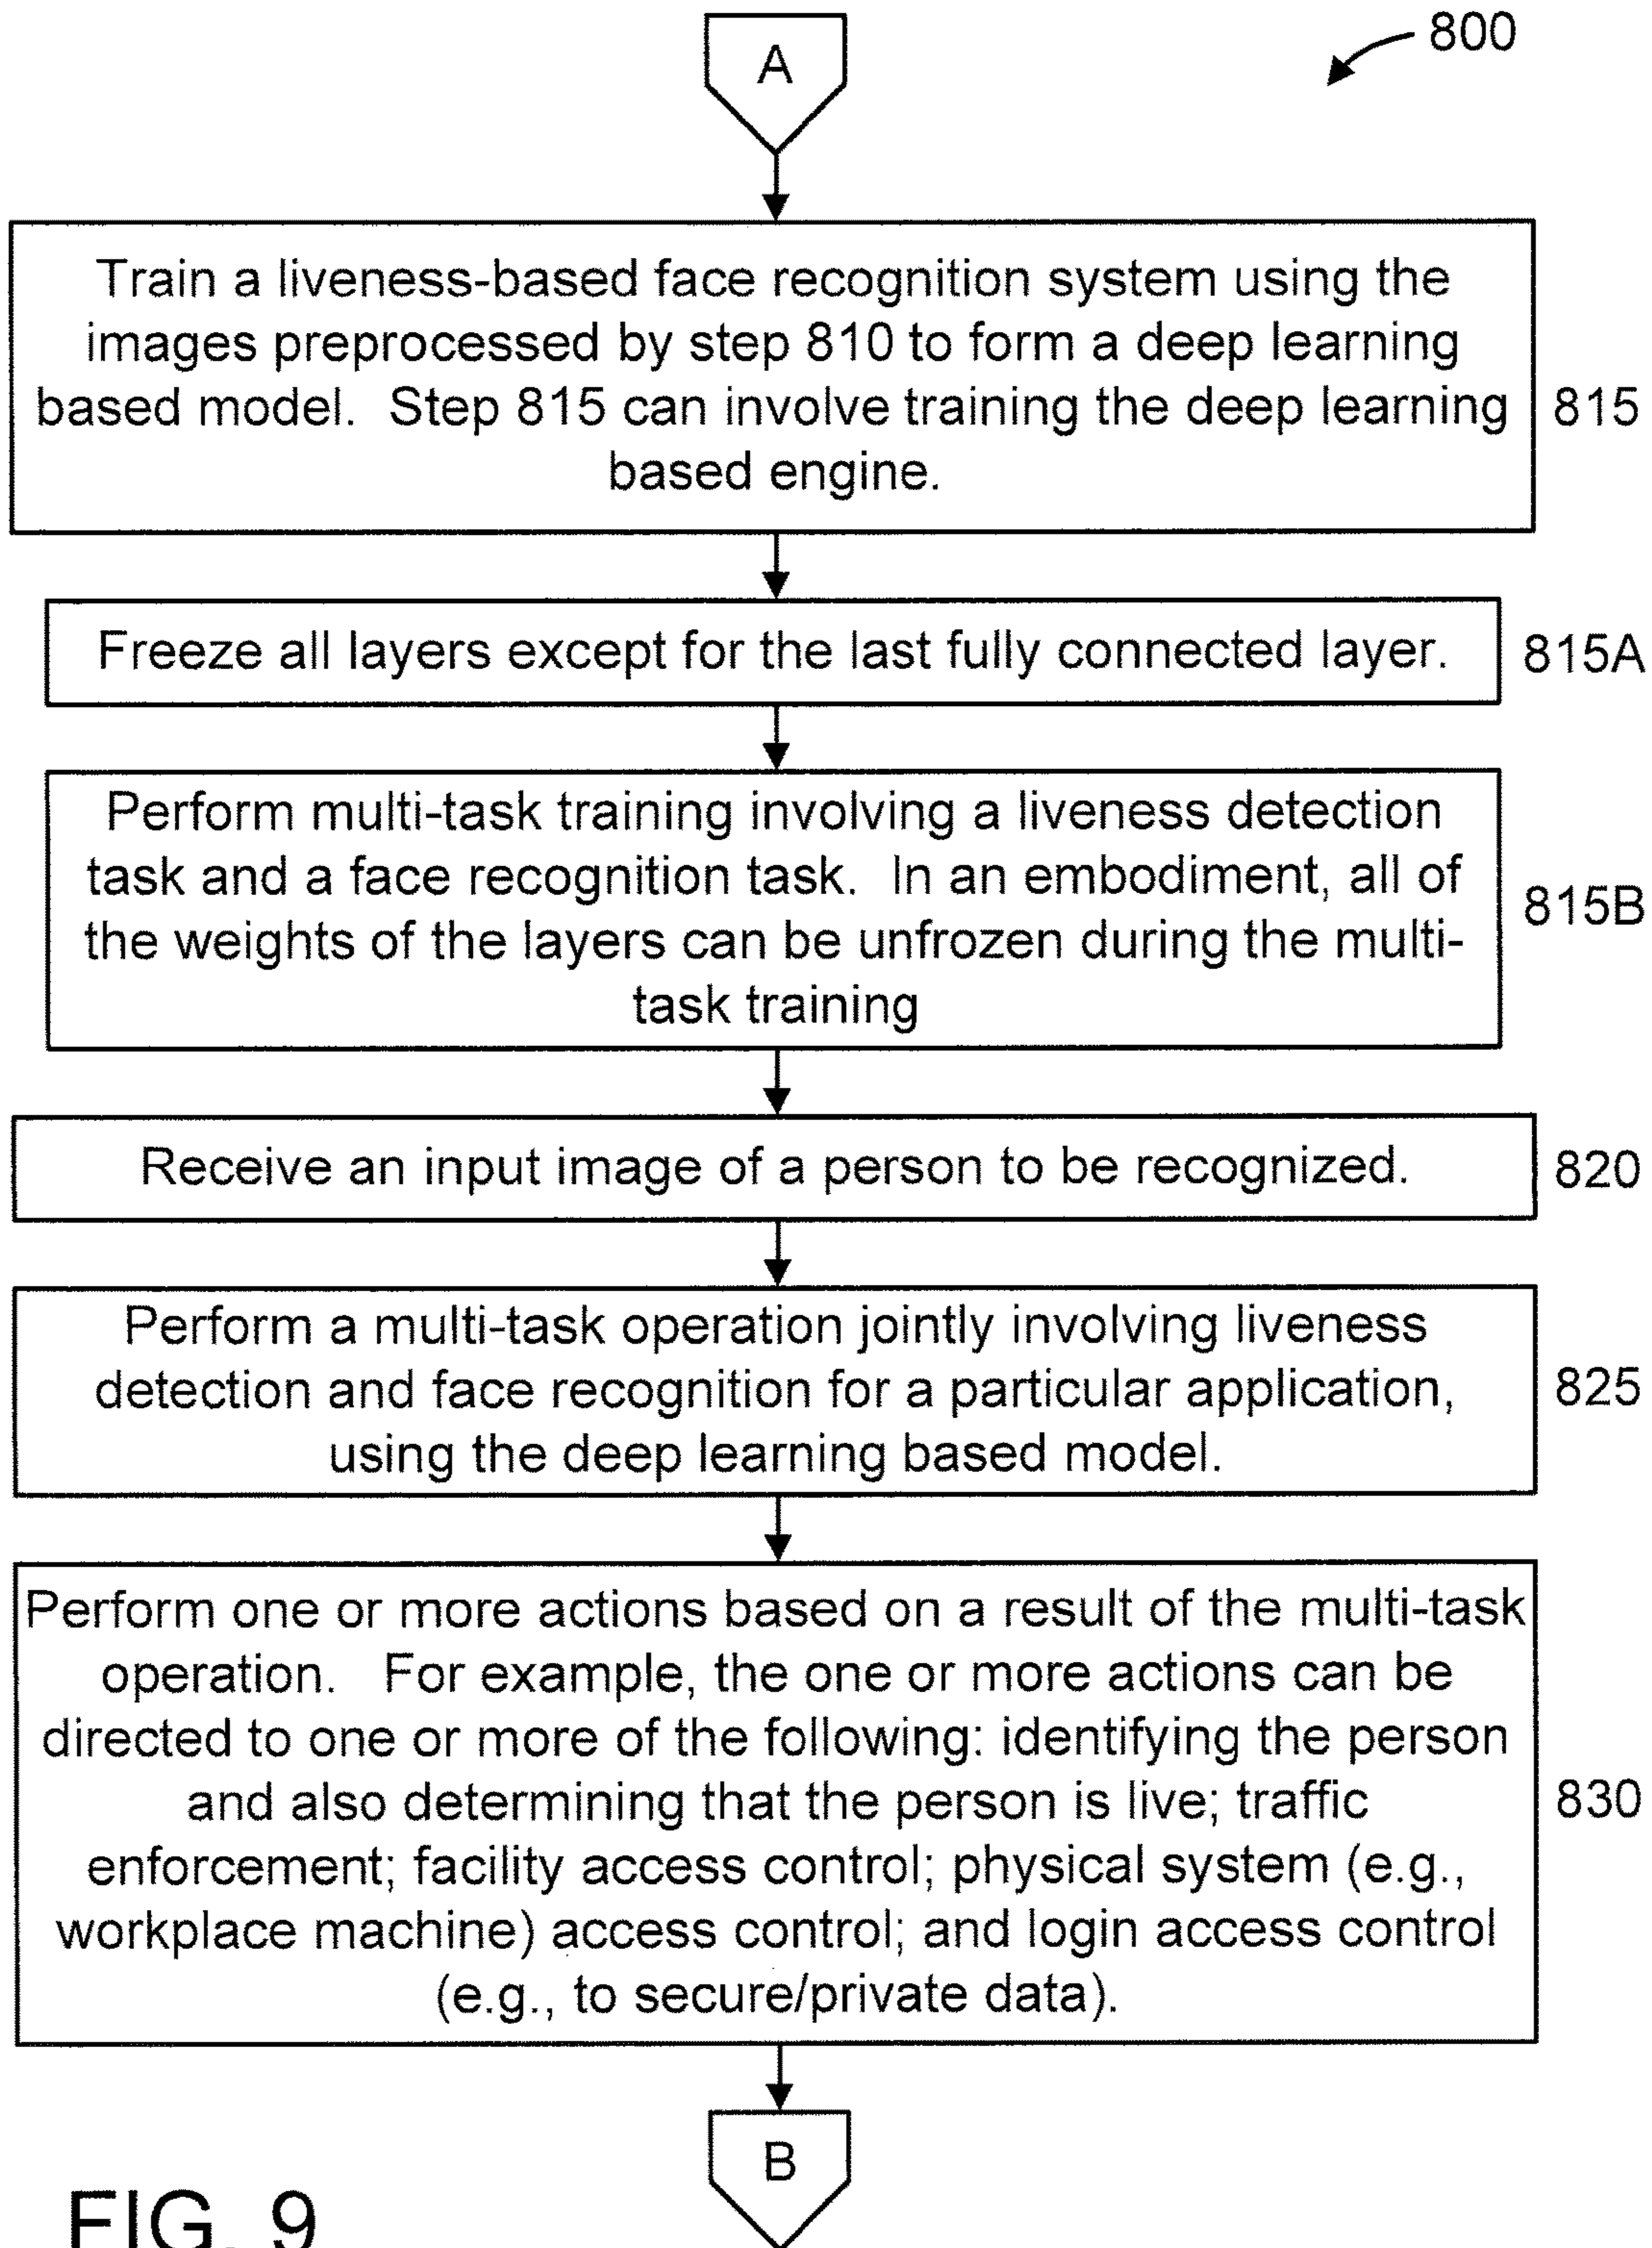 A
800
Train a liveness-based face recognition system using the
images preprocessed by step 810 to form a deep learning
based model.  Step 815 can involve training the deep learning
based engine.
815
Freeze all layers except for the last fully connected layer.
815A
Perform multi-task training involving a liveness detection
task and a face recognition task.  In an embodiment, all of
the weights of the layers can be unfrozen during the multi-
task training
815B
Receive an input image of a person to be recognized.
820
Perform a multi-task operation jointly involving liveness
detection and face recognition for a particular application,
using the deep learning based model.
825
Perform one or more actions based on a result of the multi-task
operation.   For example, the one or more actions can be
directed to one or more of the following: identifying the person
and also determining that the person is live; traffic
enforcement; facility access control; physical system (e.g.,
workplace machine) access control; and login access control
(e.g., to secure/private data).
830
B
FIG. 9